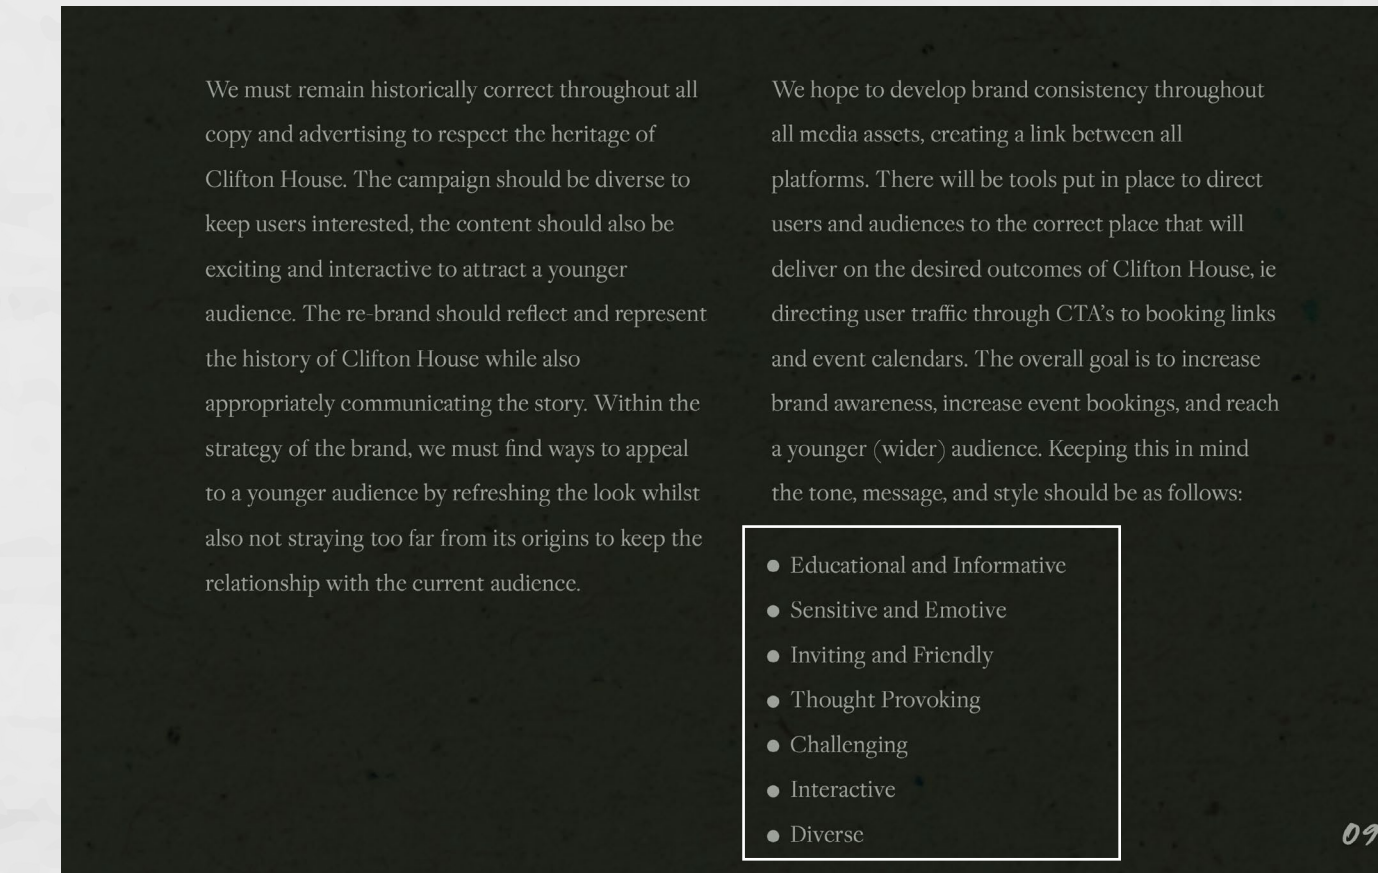 We must remain historically correct throughout all
copy and advertising to respect the heritage of
Clifton House. The campaign should be diverse to
keep users interested, the content should also be
exciting and interactive to attract a younger
audience. The re-brand should reflect and represent
the history of Clifton House while also
appropriately communicating the story. Within the
strategy of the brand, we must find ways to appeal
to a younger audience by refreshing the look whilst
also not straying too far from its origins to keep the
relationship with the current audience.
We hope to develop brand consistency throughout
all media assets, creating a link between all
platforms. There will be tools put in place to direct
users and audiences to the correct place that will
deliver on the desired outcomes of Clifton House, ie
directing user traffic through CTA’s to booking links
and event calendars. The overall goal is to increase
brand awareness, increase event bookings, and reach
a younger (wider) audience. Keeping this in mind
the tone, message, and style should be as follows:
● Educational and Informative
● Sensitive and Emotive
● Inviting and Friendly
● Thought Provoking
● Challenging
● Interactive
● Diverse
09